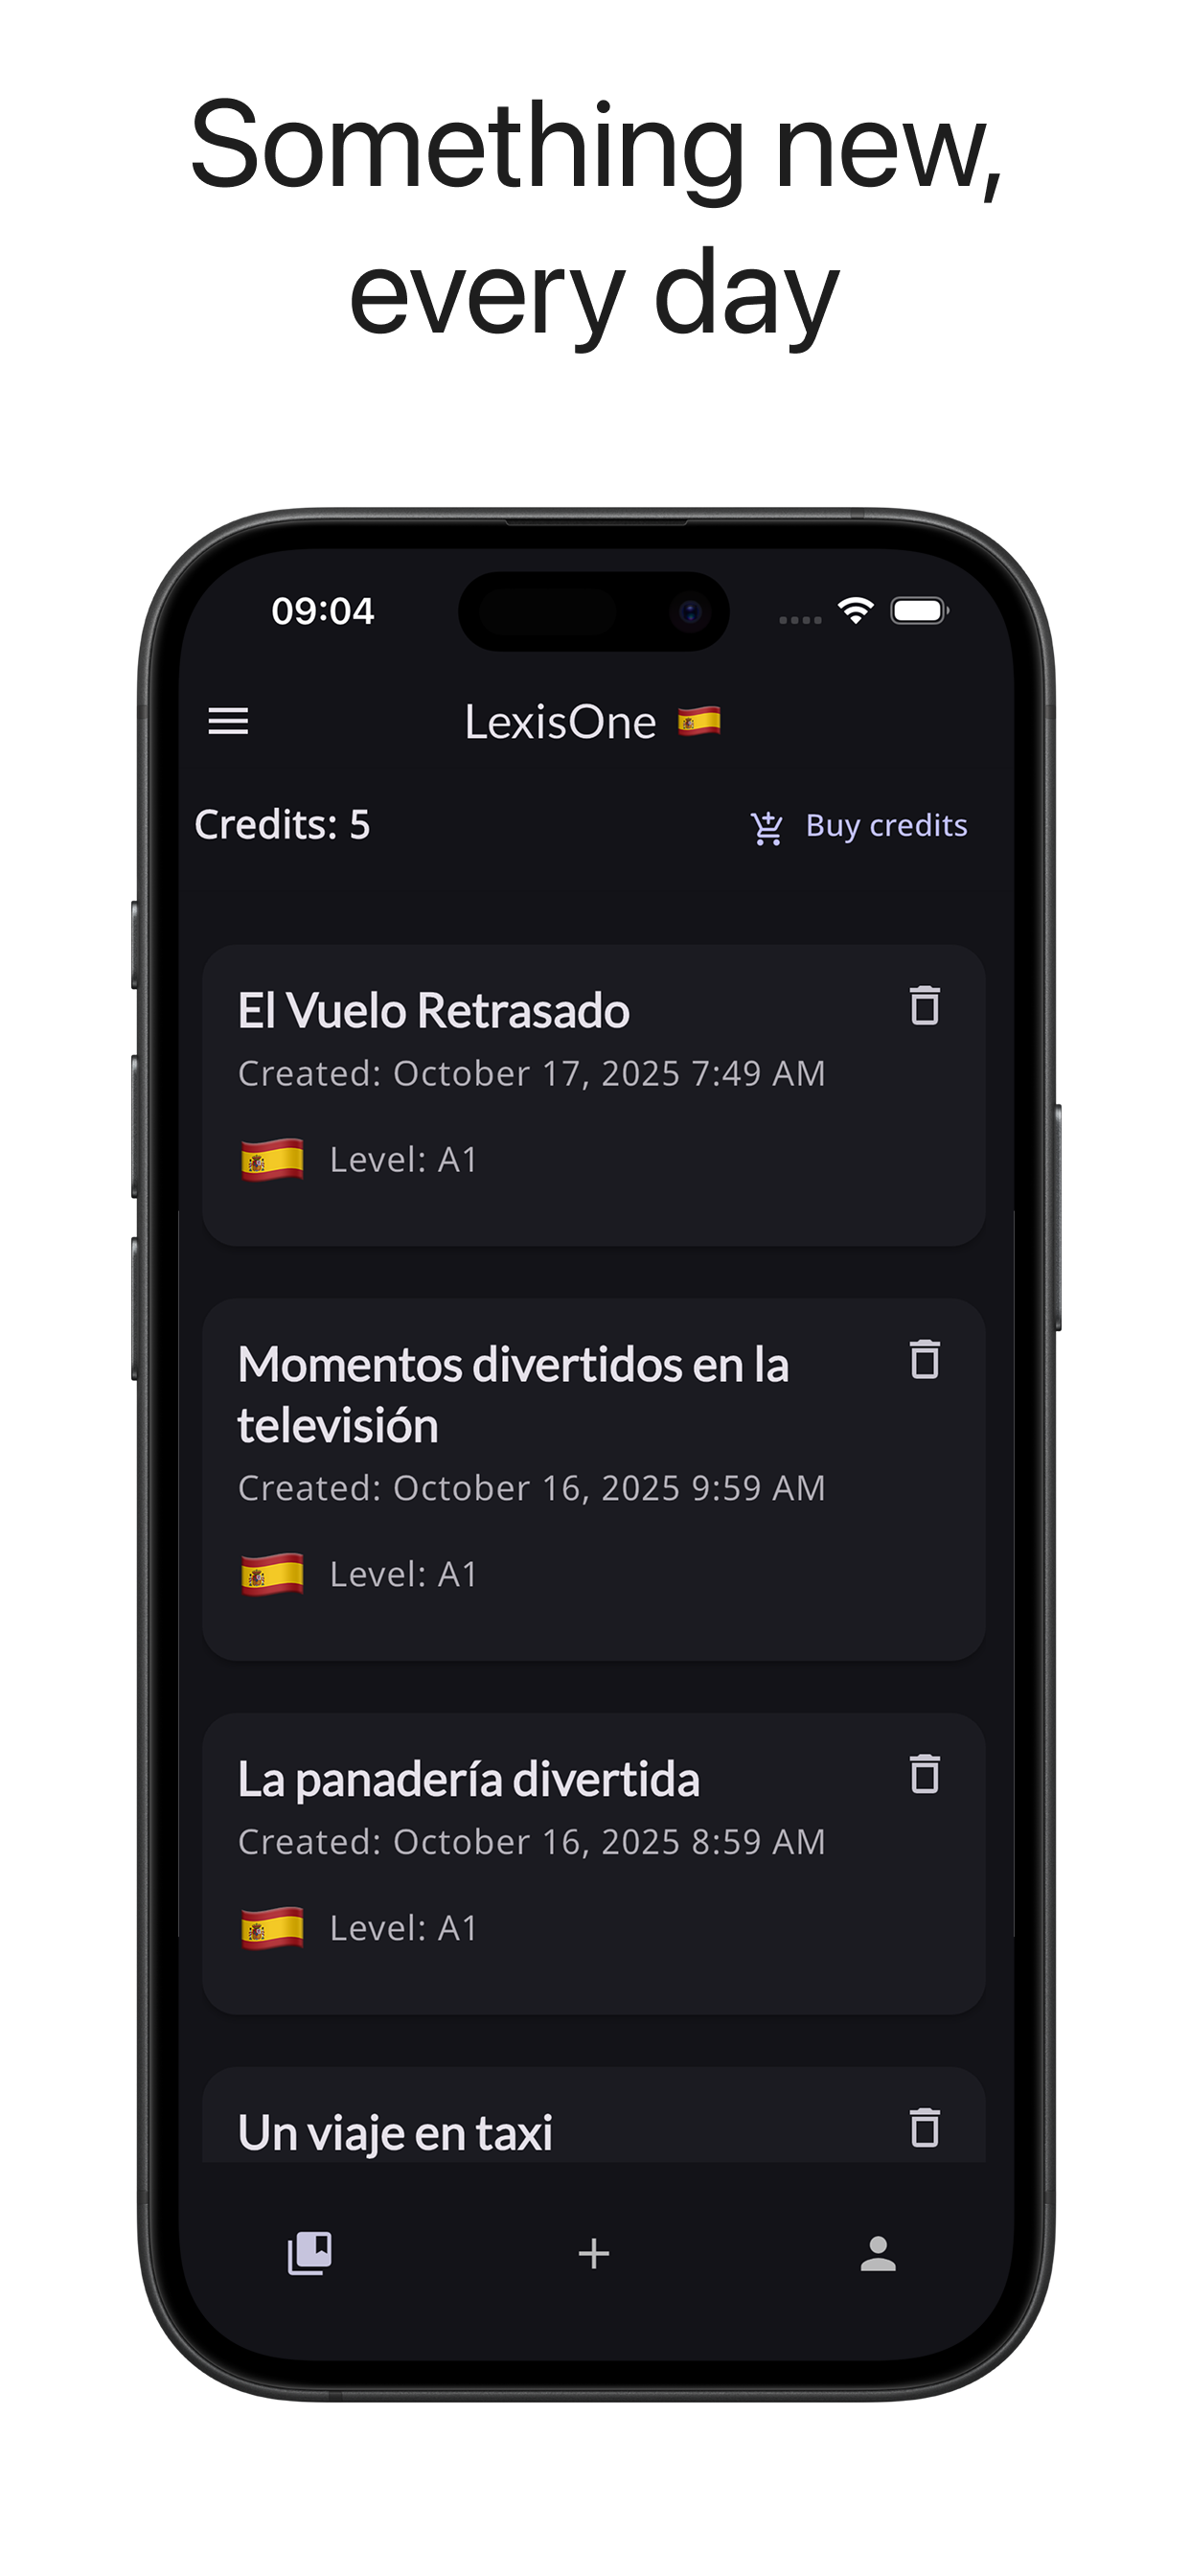 Something new,
every day
09:04
LexisOne 🇪🇸
Credits: 5
Buy credits
El Vuelo Retrasado
Created: October 17, 2025 7:49 AM
🇪🇸 Level: A1
Momentos divertidos en la
televisión
Created: October 16, 2025 9:59 AM
🇪🇸 Level: A1
La panadería divertida
Created: October 16, 2025 8:59 AM
🇪🇸 Level: A1
Un viaje en taxi